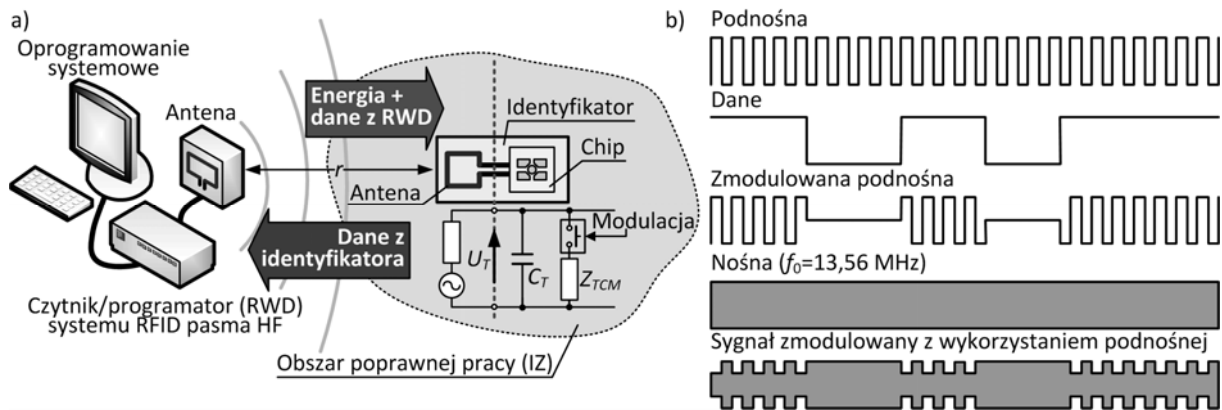 a)
Oprogramowanie
systemowe
Antena
Energia +
dane z RWD
Identyfikator
Chip
r
Antena
Dane z
identyfikatora
Modulacja
U_T
C_T
Z_TCM
Czytnik/programator (RWD)
systemu RFID pasma HF
Obszar poprawnej pracy (IZ)
b)
Podnośna
Dane
Zmodulowana podnośna
Nośna (f₀=13,56 MHz)
Sygnał zmodulowany z wykorzystaniem podnośnej